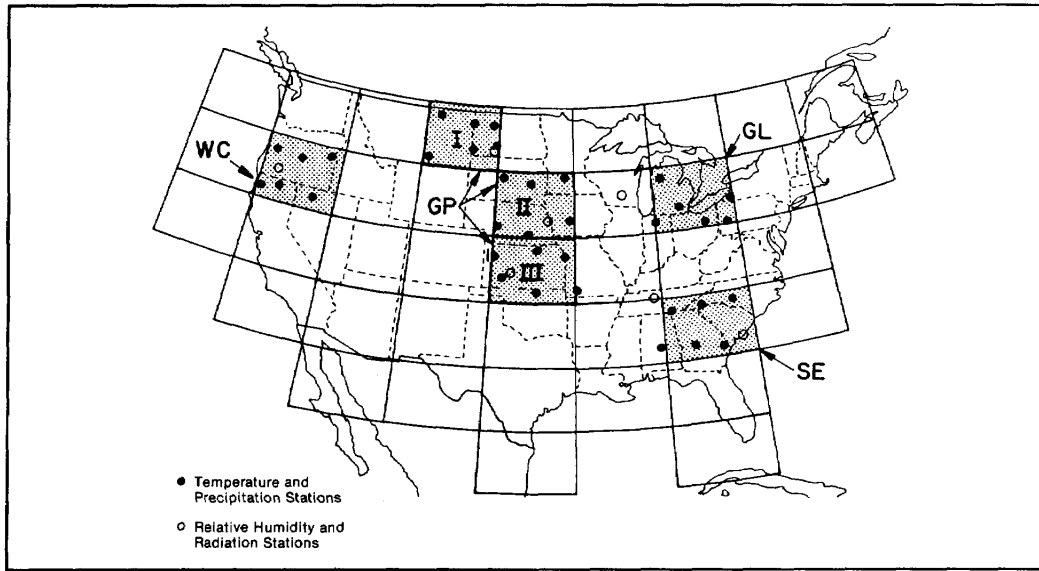 I
GL
WC
GP
II
III
SE
● Temperature and
Precipitation Stations
○ Relative Humidity and
Radiation Stations